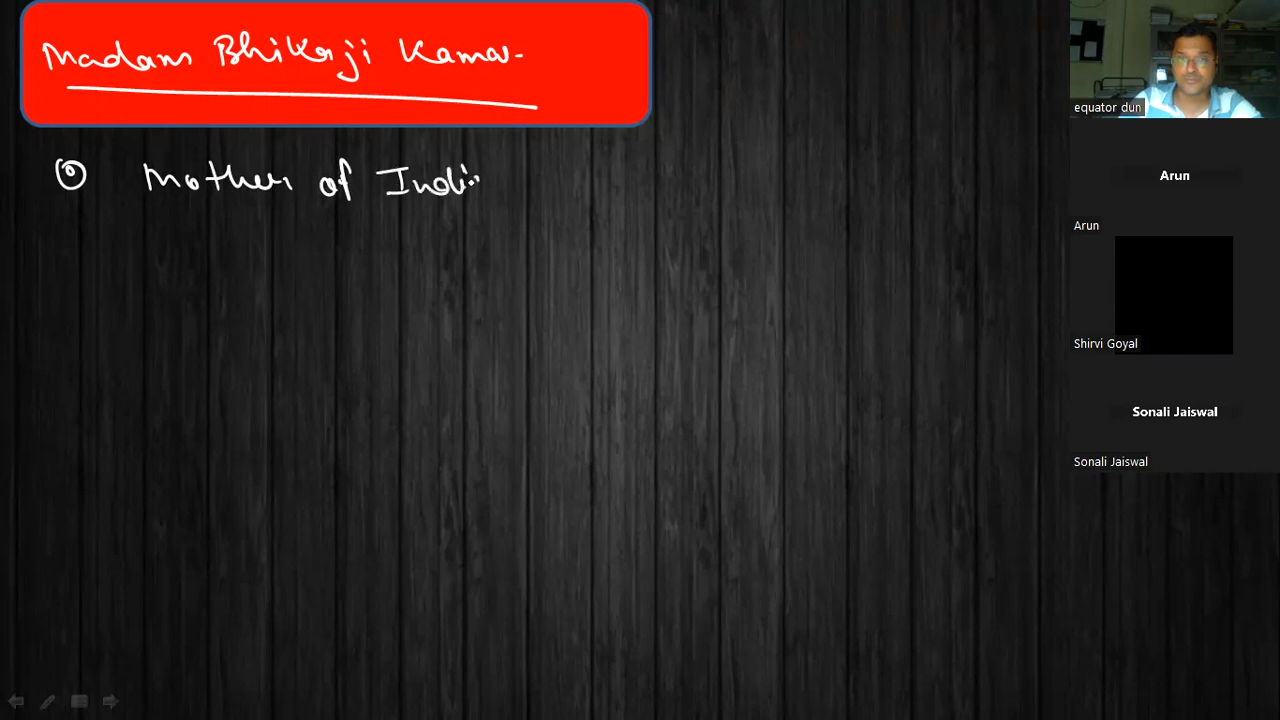 Madam Bhikaji Kama
Mother of Indi
equator dun
Arun
Arun
Shirvi Goyal
Sonali Jaiswal
Sonali Jaiswal